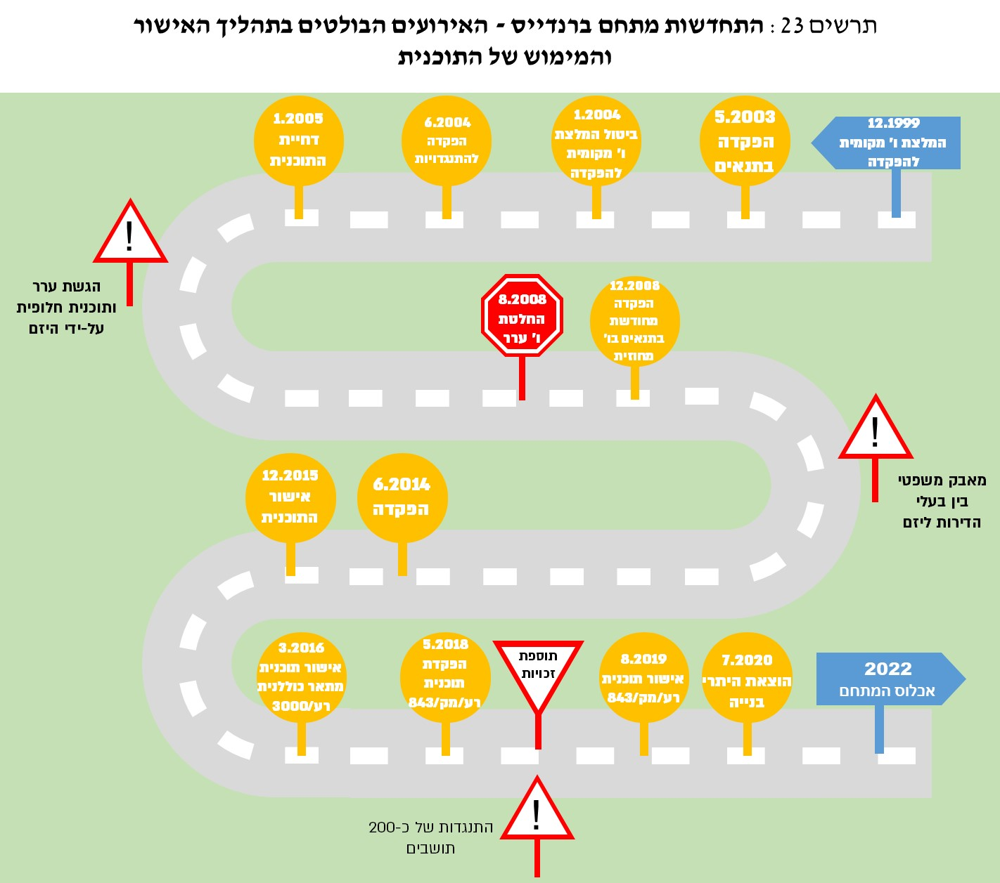 תרשים 23 : התחדשות מתחם ברנדייס - האירועים הבולטים בתהליך האישור
והמימוש של התוכנית
12.1999
המלצת ו' מקומית
להפקדה
5.2003
הפקדה
בתנאים
1.2004
ביטול המלצת
ו' מקומית
להפקדה
6.2004
הפקדה
להתנגדויות
1.2005
דחיית
התוכנית
!
הגשת ערר
ותוכנית חלופית
על-ידי היזם
8.2008
החלטת
ו' ערר
12.2008
הפקדה
מחודשת
בתנאים בו'
מחוזית
!
מאבק משפטי
בין בעלי
הדירות ליזם
6.2014
הפקדה
12.2015
אישור
התוכנית
3.2016
אישור תוכנית
מתאר כוללנית
רע/3000
5.2018
הפקדת
תוכנית
רע/מק/843
תוספת
זכויות
!
התנגדות של כ-200
תושבים
8.2019
אישור תוכנית
רע/מק/843
7.2020
הוצאת היתרי
בנייה
2022
אכלוס המתחם